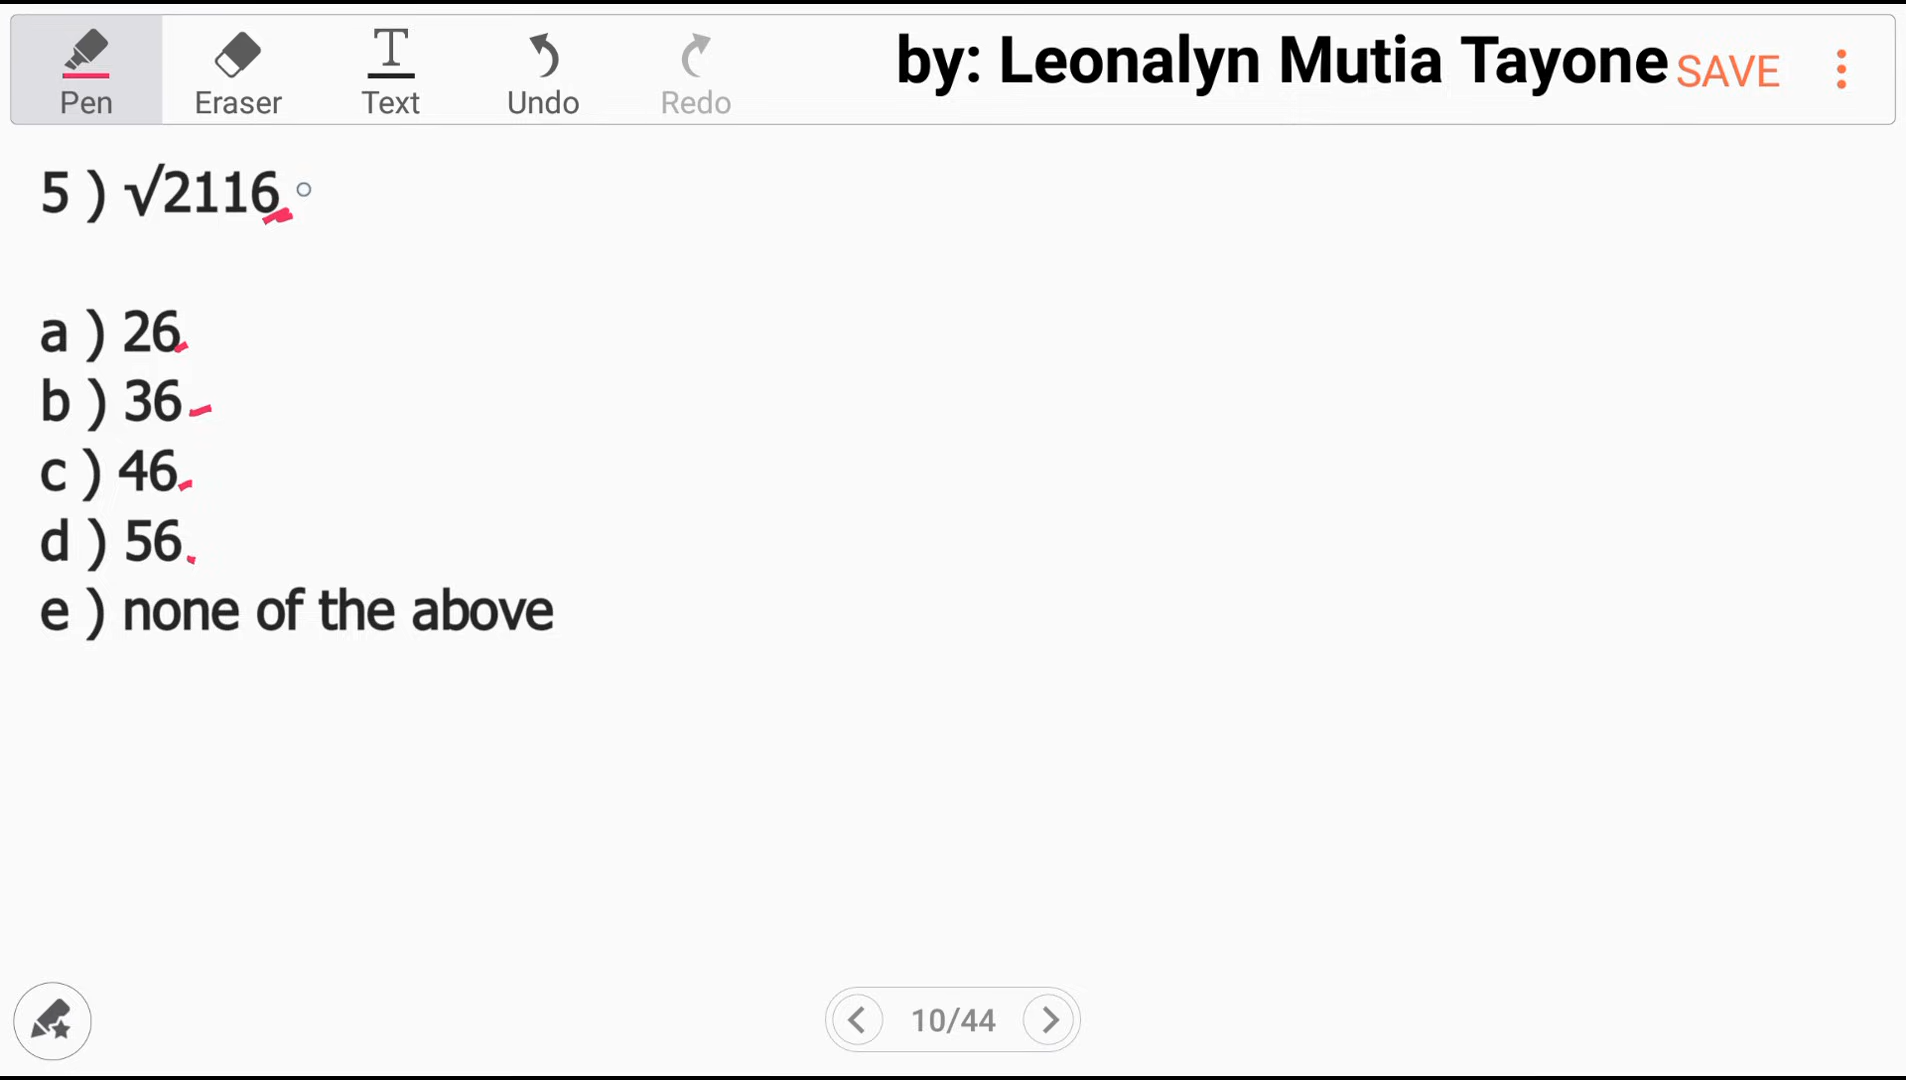 by: Leonalyn Mutia Tayone
SAVE
Pen Eraser Text Undo Redo
5 ) √2116
a ) 26
b ) 36
c ) 46
d ) 56
e ) none of the above
10/44